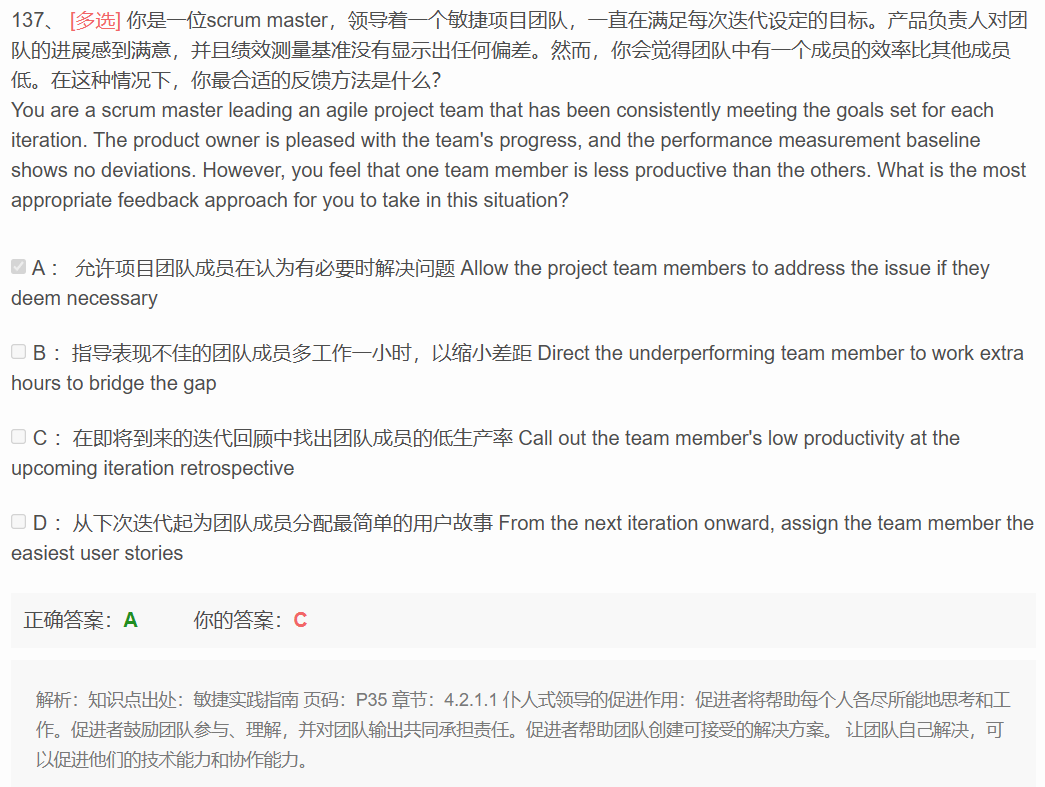 137、 [多选] 你是一位scrum master，领导着一个敏捷项目团队，一直在满足每次迭代设定的目标。产品负责人对团
队的进展感到满意，并且绩效测量基准没有显示出任何偏差。然而，你会觉得团队中有一个成员的效率比其他成员
低。在这种情况下，你最合适的反馈方法是什么?
You are a scrum master leading an agile project team that has been consistently meeting the goals set for each
iteration. The product owner is pleased with the team's progress, and the performance measurement baseline
shows no deviations. However, you feel that one team member is less productive than the others. What is the most
appropriate feedback approach for you to take in this situation?
A： 允许项目团队成员在认为有必要时解决问题 Allow the project team members to address the issue if they
deem necessary
B： 指导表现不佳的团队成员多工作一小时，以缩小差距 Direct the underperforming team member to work extra
hours to bridge the gap
C： 在即将到来的迭代回顾中找出团队成员的低生产率 Call out the team member's low productivity at the
upcoming iteration retrospective
D： 从下次迭代起为团队成员分配最简单的用户故事 From the next iteration onward, assign the team member the
easiest user stories
正确答案：A 你的答案：C
解析：知识点出处：敏捷实践指南 页码：P35 章节：4.2.1.1 仆人式领导的促进作用：促进者将帮助每个人各尽所能地思考和工
作。促进者鼓励团队参与、理解，并对团队输出共同承担责任。促进者帮助团队创建可接受的解决方案。 让团队自己解决，可
以促进他们的技术能力和协作能力。